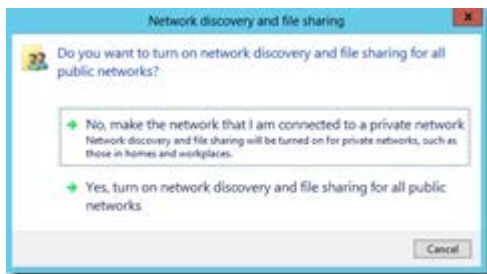 Network discovery and file sharing
x
Do you want to turn on network discovery and file sharing for all
public networks?
No, make the network that I am connected to a private network
Network discovery and file sharing will be turned on for private networks, such as
those in homes and workplaces.
Yes, turn on network discovery and file sharing for all public
networks
Cancel